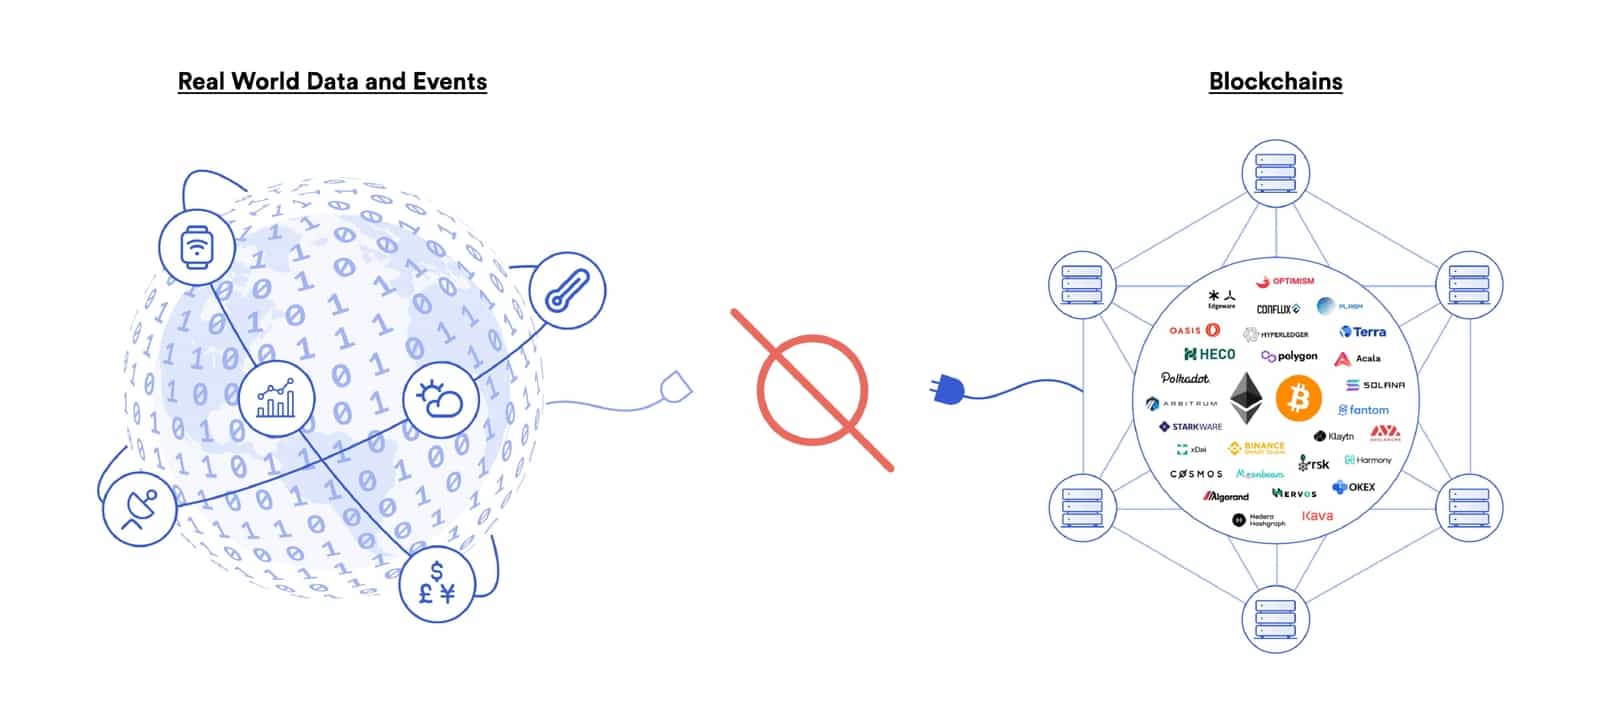 Real World Data and Events
Blockchains
OPTIMISM
Edgeware
CONFLUX
PLASM
OASIS
HYPERLEDGER
Terra
HECO
polygon
Acala
Polkadot.
SOLANA
ARBITRUM
fantom
STARKWARE
Klaytn
AVALANCHE
xDai
BINANCE
SMART CHAIN
rsk
Harmony
COSMOS
Moonbeam
Algorand
NERVOS
OKEX
Hedera
Hashgraph
Kava
$
£ ¥